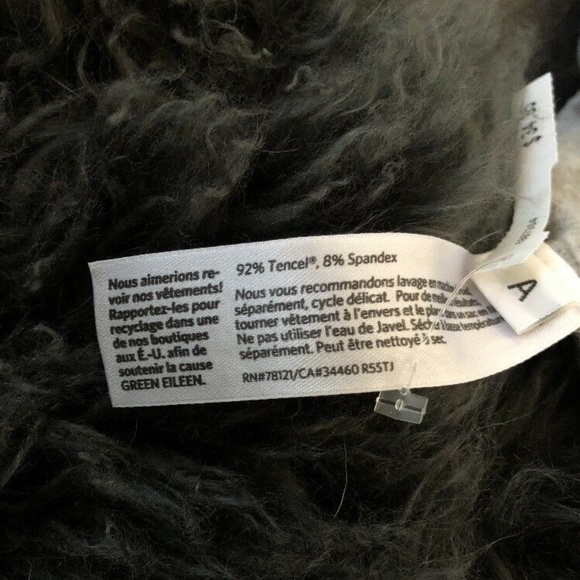 Nous aimerions re-
voir nos vêtements!
Rapportez-les pour
recyclage dans une
de nos boutiques
aux É.-U. afin de
soutenir la cause
GREEN EILEEN.
92% Tencel®, 8% Spandex
Nous vous recommandons lavage en
séparément, cycle délicat. Pour de
tourner vêtement à l'envers et le
Ne pas utiliser l'eau de Javel. Séch
séparément. Peut être nettoyé à sec.
RN#78121/CA#34460 R5STJ
A